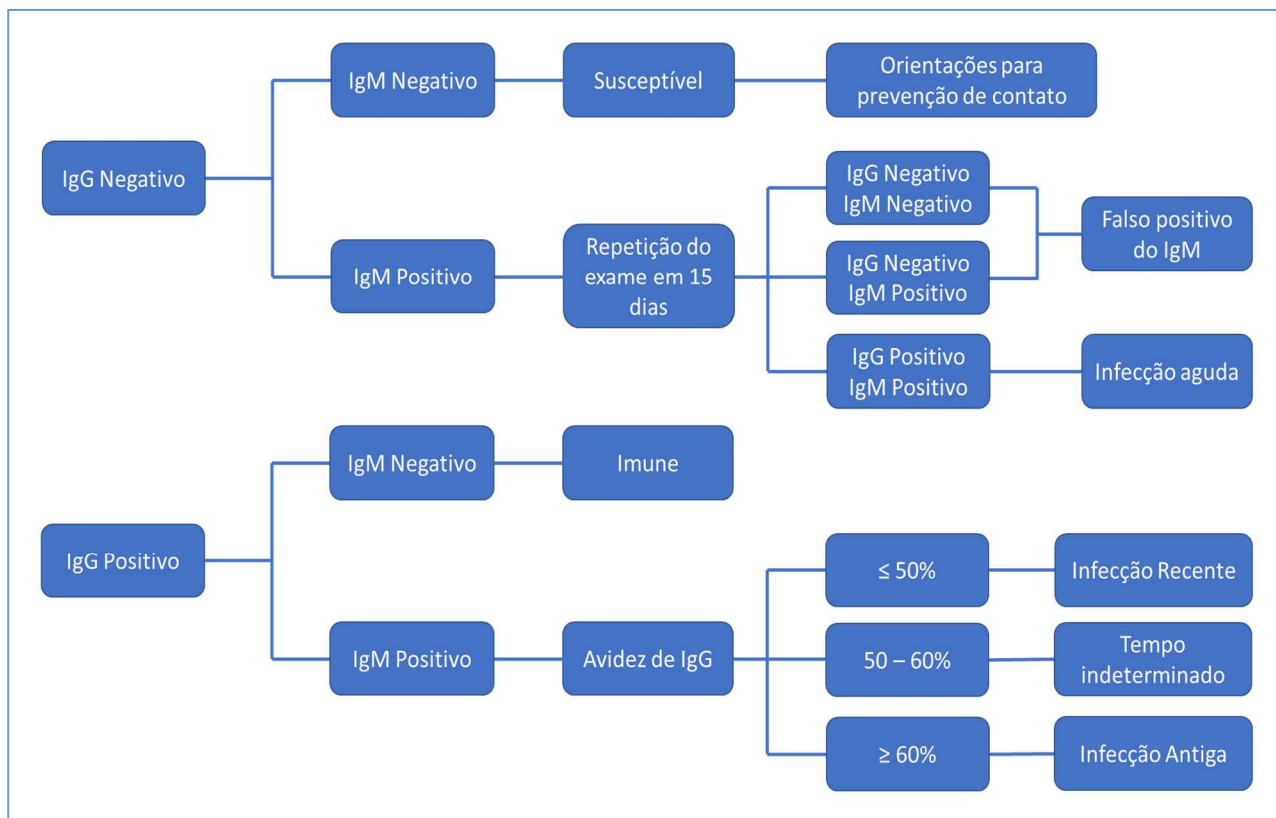 IgG Negativo
IgM Negativo
Susceptível
Orientações para
prevenção de contato
IgM Positivo
Repetição do
exame em 15
dias
IgG Negativo
IgM Negativo
IgG Negativo
IgM Positivo
Falso positivo
do IgM
IgG Positivo
IgM Positivo
Infecção aguda
IgG Positivo
IgM Negativo
Imune
IgM Positivo
Avidez de IgG
≤ 50%
Infecção Recente
50 – 60%
Tempo
indeterminado
≥ 60%
Infecção Antiga